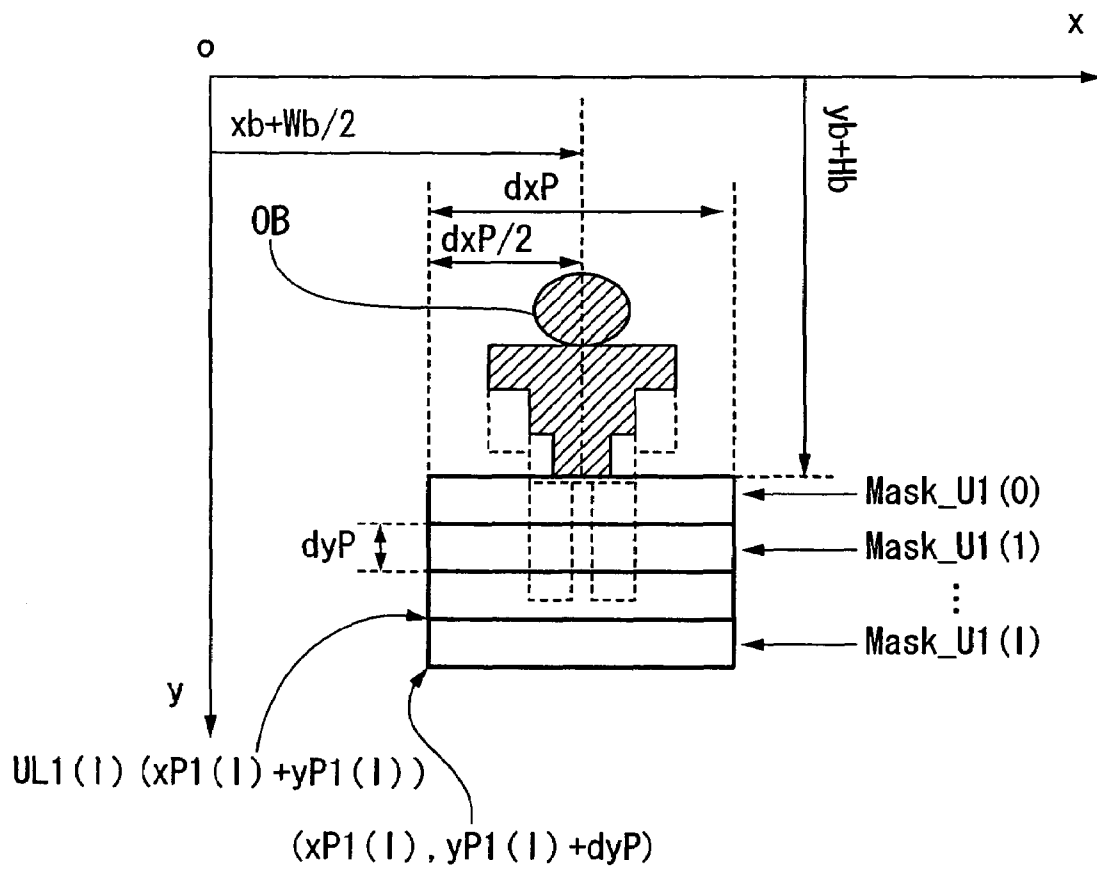 x
o
xb+Wb/2
yb+Hb
dxP
OB
dxP/2
Mask_U1(0)
dyP
Mask_U1(1)
⋮
Mask_U1(I)
y
UL1(I)(xP1(I)+yP1(I))
(xP1(I),yP1(I)+dyP)